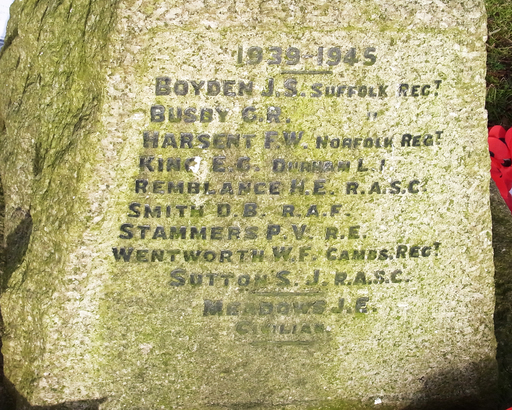 1939-1945
BOYDEN J.S. SUFFOLK REGT
BUSBY G.R. "
HARSENT F.W. NORFOLK REGT
KING E.G. DURHAM L.I.
REMBLANCE H.E. R.A.S.C.
SMITH D.B. R.A.F.
STAMMERS P.V. R.E.
WENTWORTH W.F. CAMBS. REGT
SUTTON S. J. R.A.S.C.
MEADOWS J.E.
CIVILIAN.